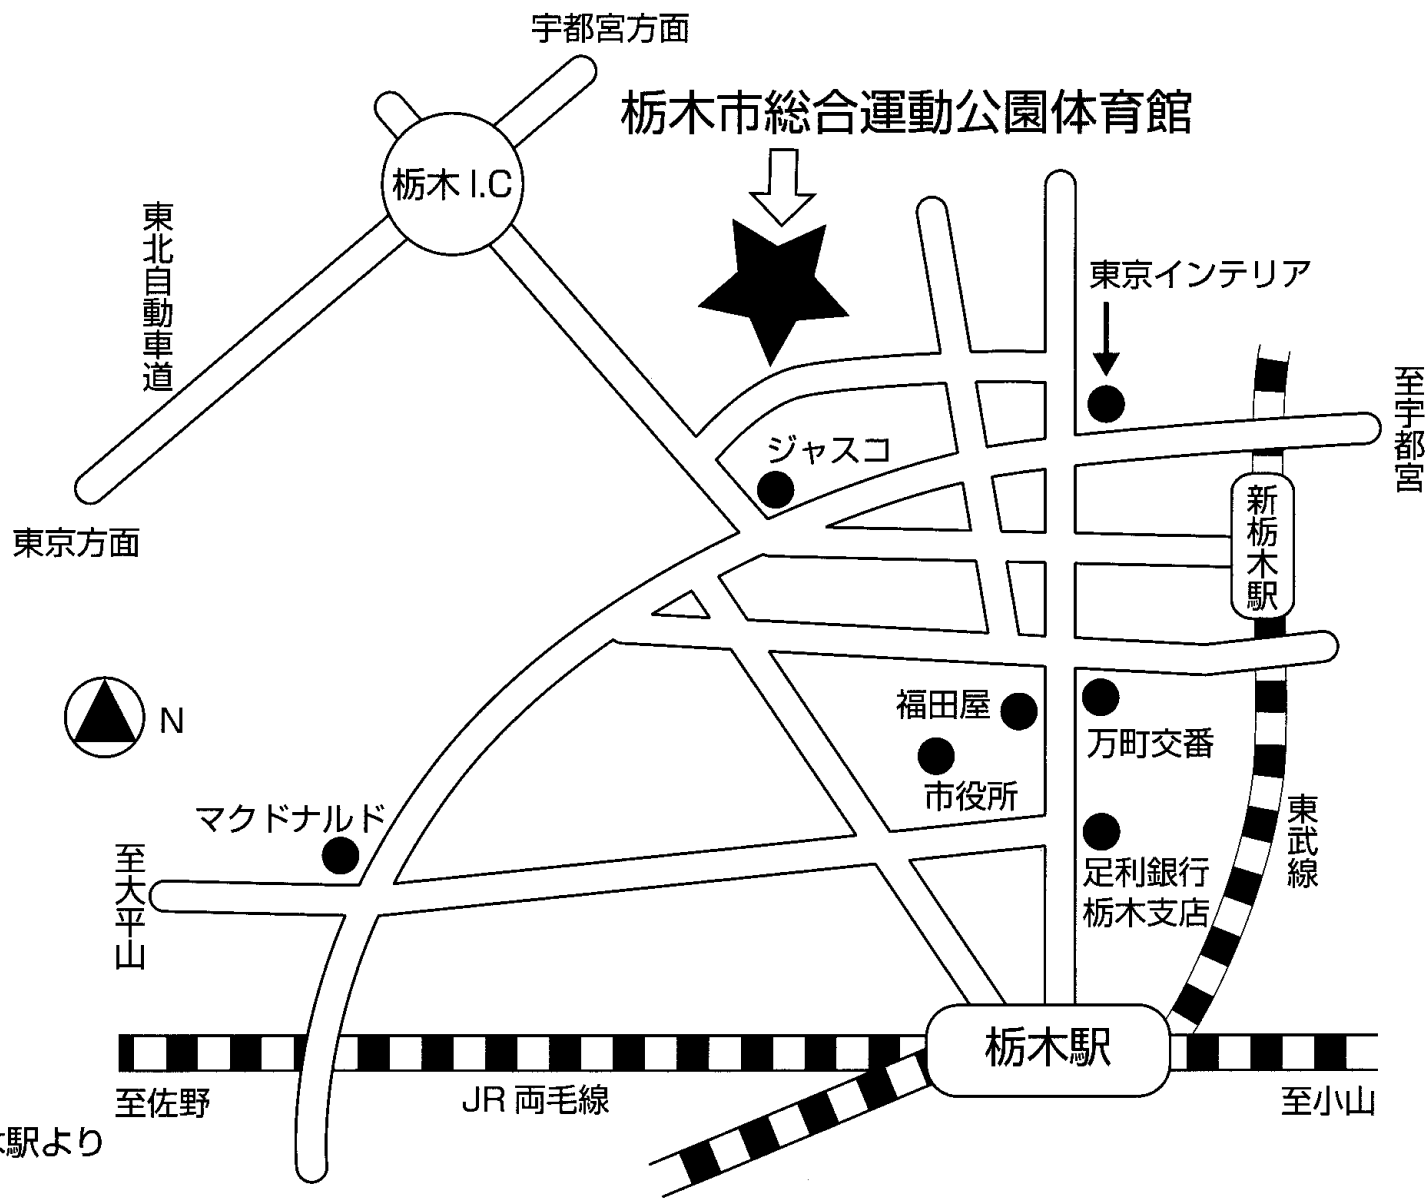 宇都宮方面
栃木市総合運動公園体育館
栃木I.C
東北自動車道
東京インテリア
至宇都宮
ジャスコ
東京方面
新栃木駅
N
福田屋
万町交番
市役所
マクドナルド
至大平山
東武線
足利銀行
栃木支店
栃木駅
至佐野
JR両毛線
至小山
駅より